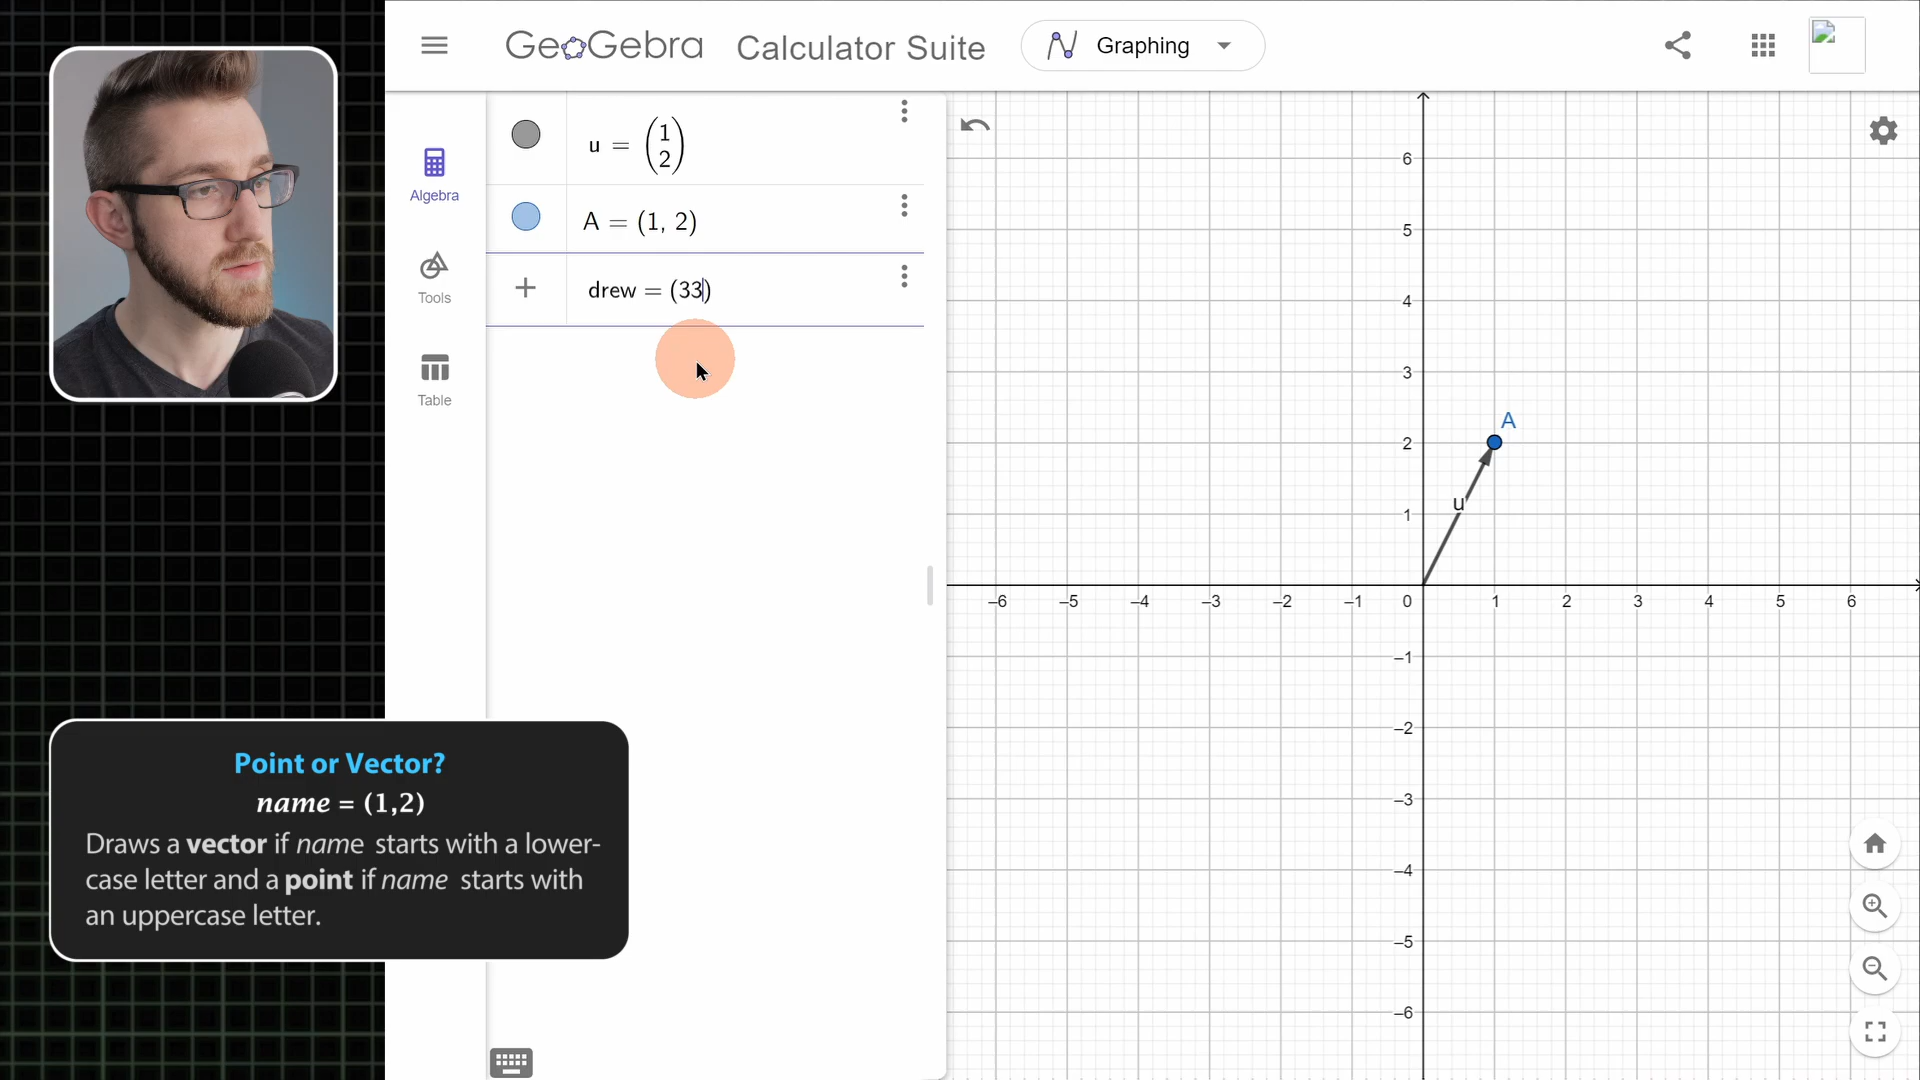 GeoGebra Calculator Suite Graphing
Algebra
Tools
Table
u = (1 2)
A = (1, 2)
drew = (33)
A
u
6
5
4
3
2
1
–6 –5 –4 –3 –2 –1 0 1 2 3 4 5 6
–1
–2
–3
–4
–5
–6
Point or Vector?
name = (1,2)
Draws a vector if name starts with a lower-
case letter and a point if name starts with
an uppercase letter.